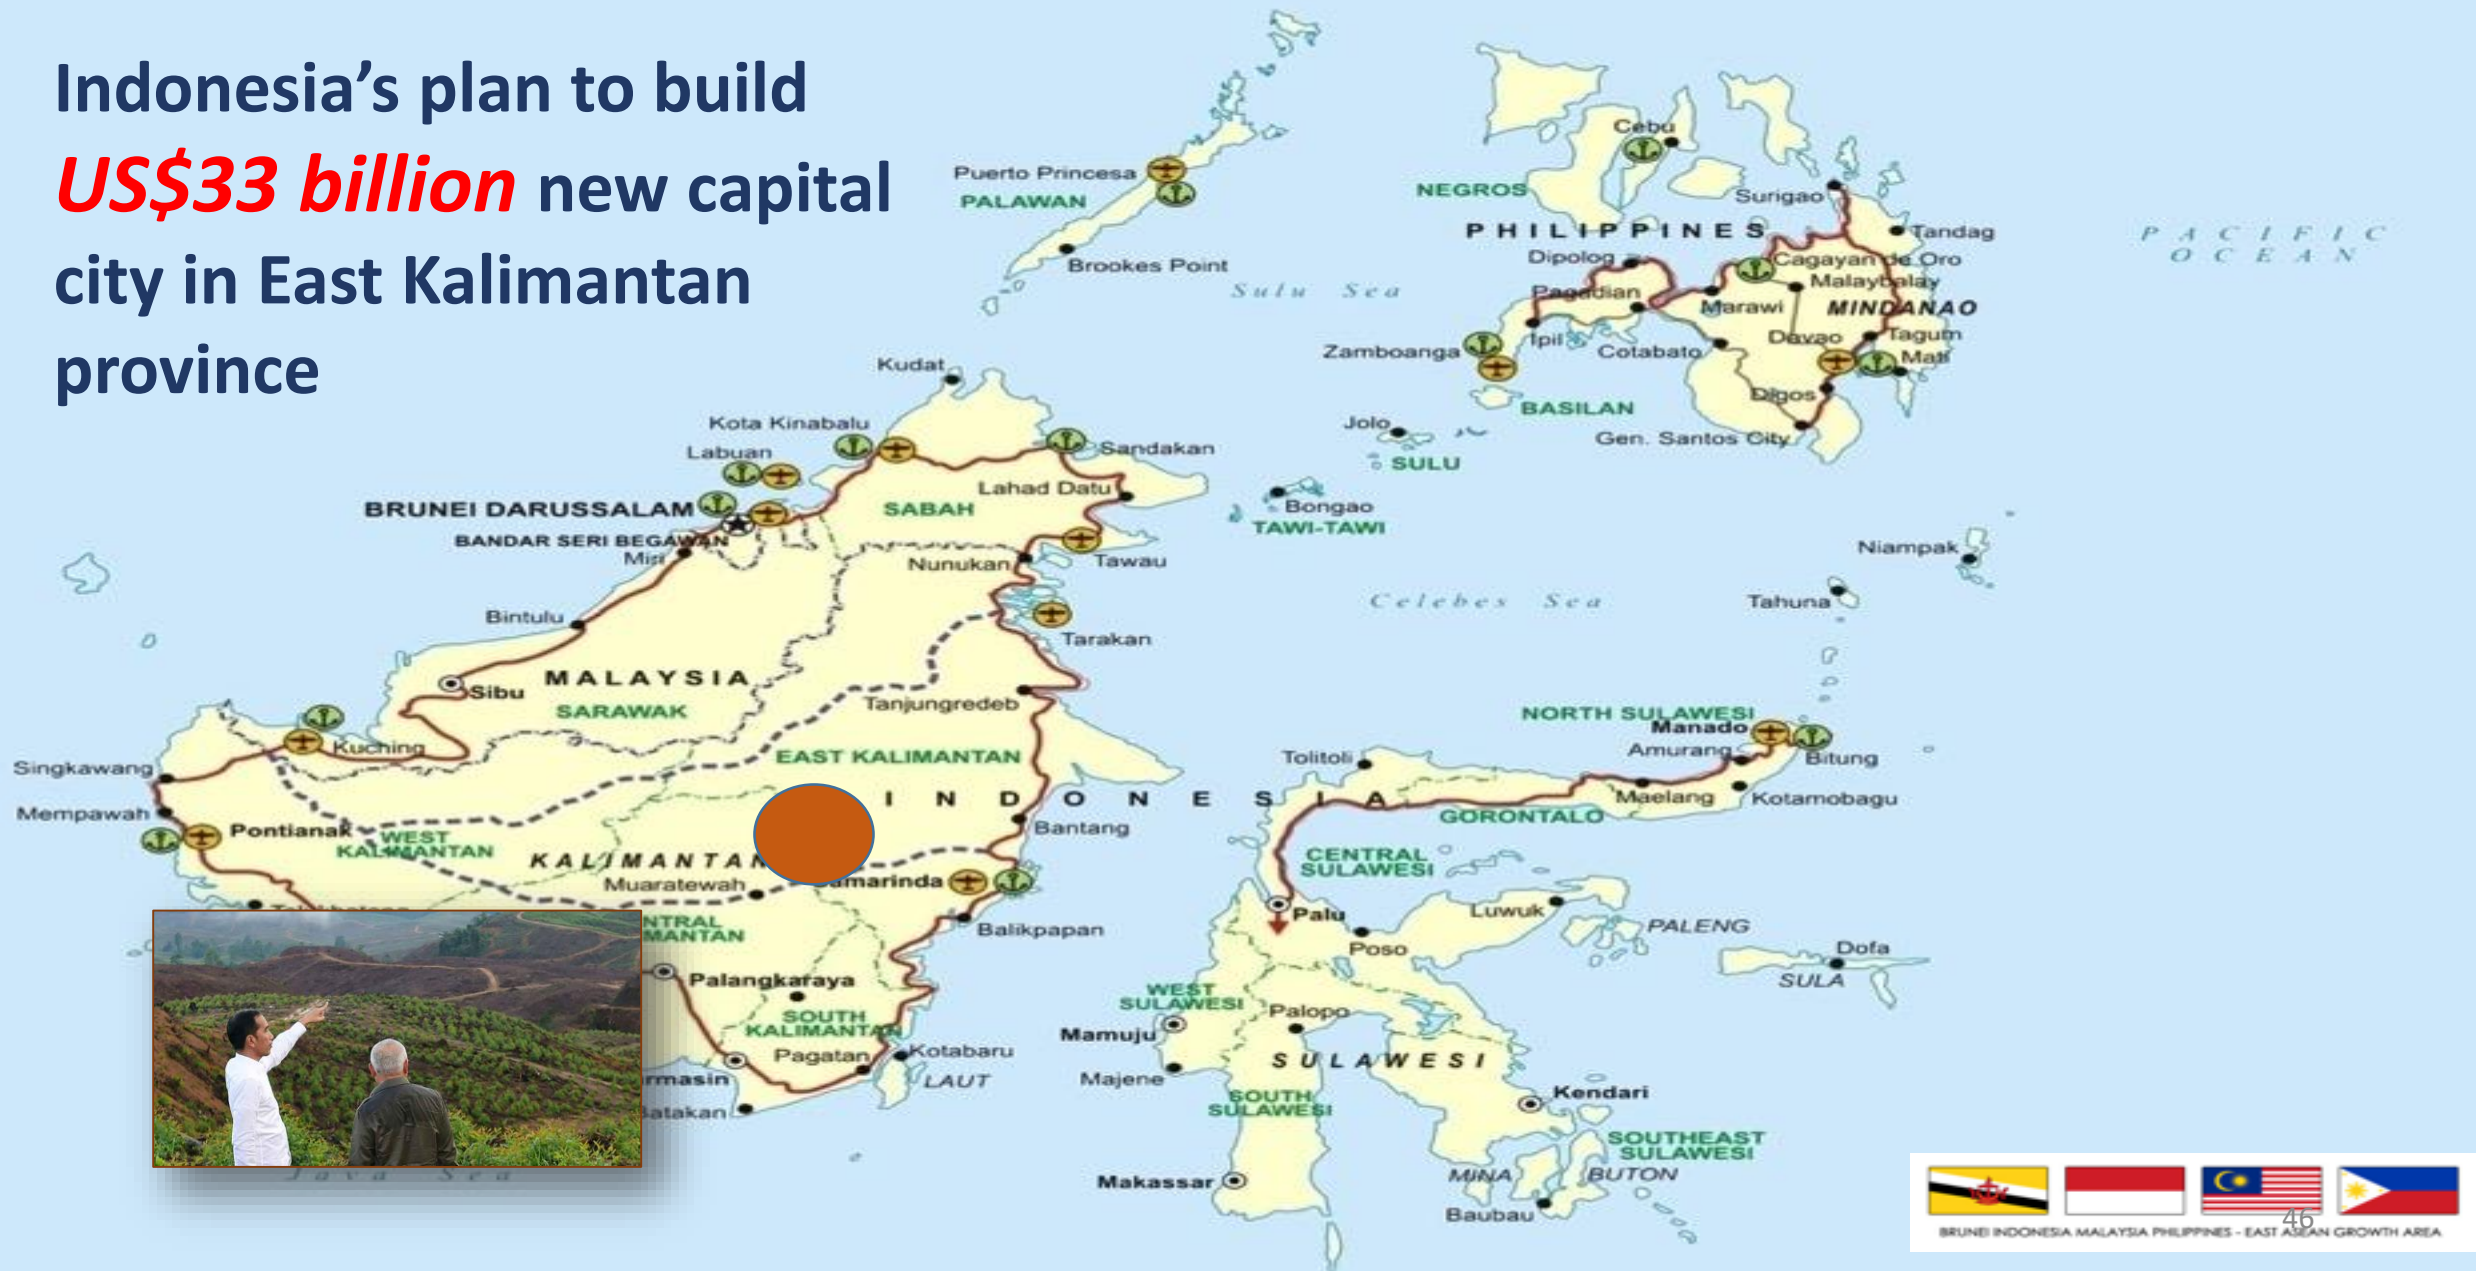 Indonesia’s plan to build
US$33 billion new capital
city in East Kalimantan
province
Puerto Princesa
PALAWAN
Brookes Point
Sulu Sea
Cebu
NEGROS
PHILIPPINES
Surigao
Tandag
PACIFIC
OCEAN
Dipolog
Cagayan de Oro
Malaybalay
Pagadian
Marawi
MINDANAO
Ipil
Cotabato
Davao
Tagum
Mati
Zamboanga
Digos
BASILAN
Gen. Santos City
Jolo
SULU
Bongao
TAWI-TAWI
Kudat
Kota Kinabalu
Labuan
Sandakan
Lahad Datu
BRUNEI DARUSSALAM
SABAH
BANDAR SERI BEGAWAN
Miri
Nunukan
Tawau
Niampak
Celebes Sea
Tahuna
Bintulu
Tarakan
MALAYSIA
Sibu
SARAWAK
Tanjungredeb
Kuching
EAST KALIMANTAN
NORTH SULAWESI
Manado
Amurang
Bitung
Tolitoli
Singkawang
INDONESIA
Maelang
Kotamobagu
Mempawah
Bantang
GORONTALO
Pontianak
WEST
KALIMANTAN
KALIMANTAN
CENTRAL
SULAWESI
Muaratewah
amarinda
Palu
Luwuk
PALENG
NTRAL
MANTAN
Balikpapan
Poso
Dofa
SULA
Palangkaraya
WEST
SULAWESI
Palopo
SOUTH
KALIMANTAN
Mamuju
Pagatan
Kotabaru
LAUT
SULAWESI
rmasin
Majene
Kendari
SOUTH
SULAWESI
atakan
SOUTHEAST
SULAWESI
Java Sea
Makassar
MINA
BUTON
Baubau
46
BRUNEI INDONESIA MALAYSIA PHILIPPINES - EAST ASEAN GROWTH AREA